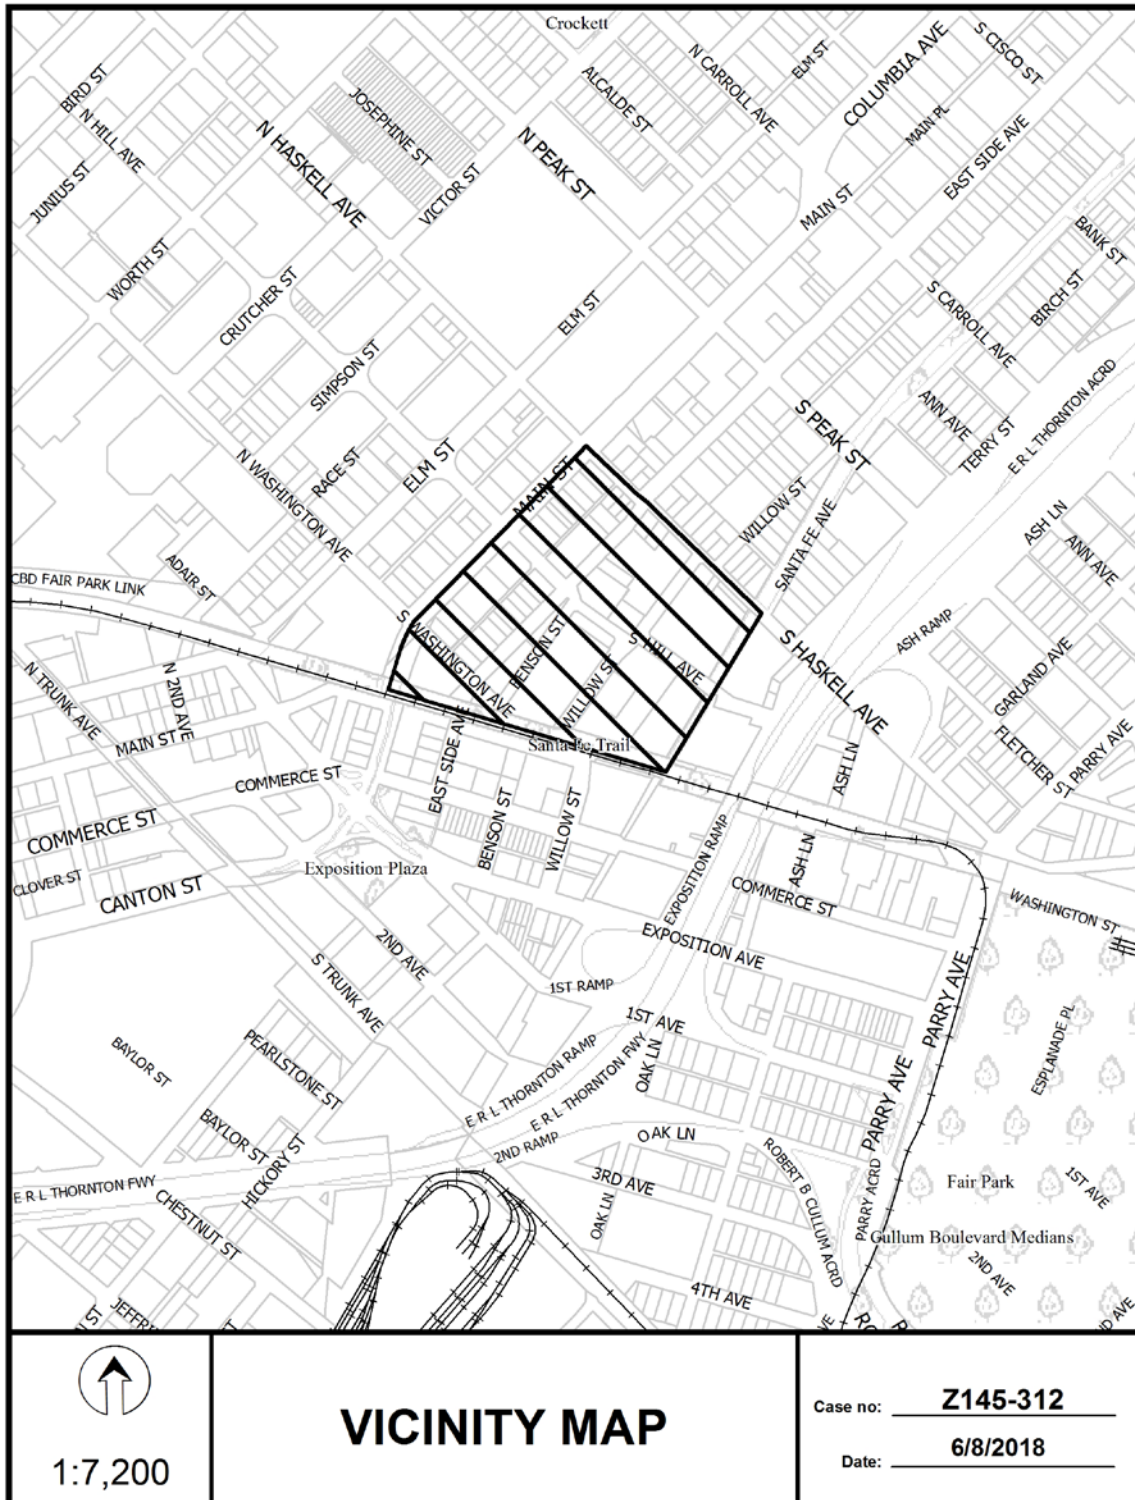 Crockett
S CISCO ST
ELM ST
COLUMBIA AVE
N CARROLL AVE
BIRD ST
ALCALDE ST
JOSEPHINE ST
MAIN PL
N HILL AVE
N HASKELL AVE
N PEAK ST
EAST SIDE AVE
JUNIUS ST
VICTOR ST
MAIN ST
BANK ST
WORTH ST
CRUTCHER ST
ELM ST
BIRCH ST
S CARROLL AVE
SIMPSON ST
ANN AVE
E R L THORNTON ACRD
S PEAK ST
TERRY ST
N WASHINGTON AVE
RACE ST
ELM ST
MAIN ST
WILLOW ST
ASH LN
SANTA FE AVE
ANN AVE
ADAIR ST
CBD FAIR PARK LINK
S WASHINGTON AVE
BENSON ST
S HILL AVE
WILLOW ST
S HASKELL AVE
ASH RAMP
GARLAND AVE
N TRUNK AVE
N 2ND AVE
MAIN ST
Santa Fe Trail
EAST SIDE AVE
ASH LN
FLETCHER ST
PARRY AVE
COMMERCE ST
COMMERCE ST
BENSON ST
WILLOW ST
ASH LN
Exposition Plaza
CLOVER ST
CANTON ST
EXPOSITION RAMP
COMMERCE ST
WASHINGTON ST
EXPOSITION AVE
2ND AVE
S TRUNK AVE
1ST RAMP
PARRY AVE
1ST AVE
BAYLOR ST
PEARLSTONE ST
E R L THORNTON RAMP
E R L THORNTON FWY
OAK LN
ESPLANADE PL
PARRY AVE
BAYLOR ST
HICKORY ST
2ND RAMP
OAK LN
ROBERT B CULLUM ACRD
E R L THORNTON FWY
3RD AVE
Fair Park
1ST AVE
CHESTNUT ST
OAK LN
PARRY ACRD
Cullum Boulevard Medians
2ND AVE
4TH AVE
1:7,200
VICINITY MAP
Case no: Z145-312
Date: 6/8/2018